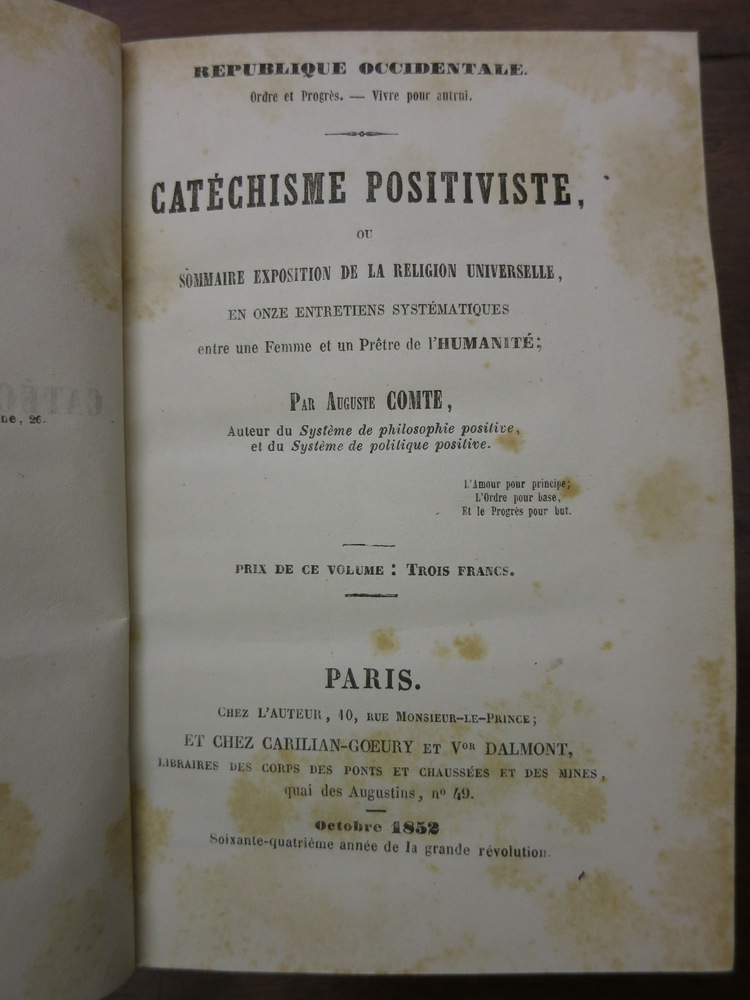 REPUBLIQUE OCCIDENTALE.
Ordre et Progrès. — Vivre pour autrui.
CATÉCHISME POSITIVISTE,
OU
SOMMAIRE EXPOSITION DE LA RELIGION UNIVERSELLE,
EN ONZE ENTRETIENS SYSTÉMATIQUES
entre une Femme et un Prêtre de l'HUMANITÉ;
PAR AUGUSTE COMTE,
Auteur du Système de philosophie positive,
et du Système de politique positive.
L'Amour pour principe;
L'Ordre pour base,
Et le Progrès pour but.
PRIX DE CE VOLUME : TROIS FRANCS.
PARIS.
CHEZ L'AUTEUR, 10, RUE MONSIEUR-LE-PRINCE;
ET CHEZ CARILIAN-GŒURY ET VOR DALMONT,
LIBRAIRES DES CORPS DES PONTS ET CHAUSSÉES ET DES MINES,
quai des Augustins, nº 49.
Octobre 1852
Soixante-quatrième année de la grande révolution.
, 26.